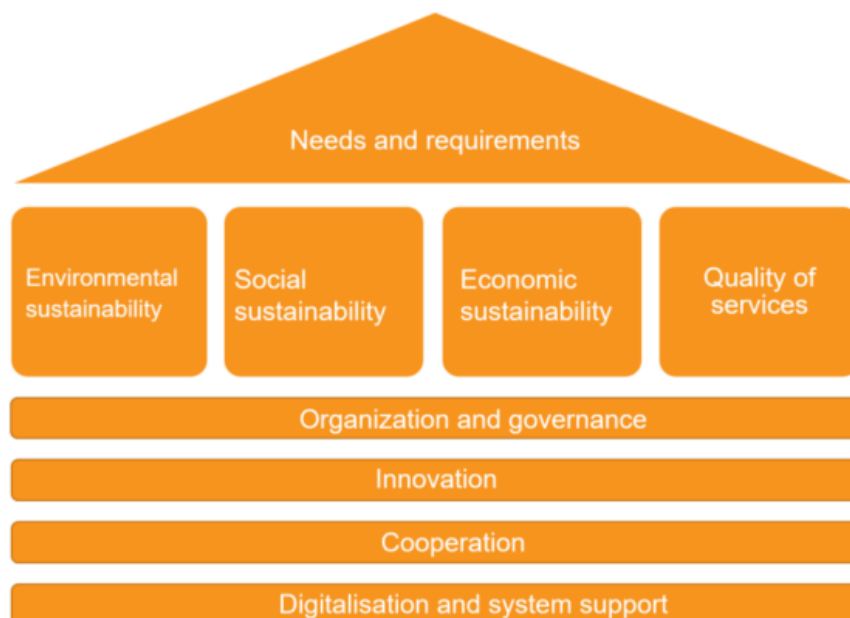 Needs and requirements
Environmental
sustainability
Social
sustainability
Economic
sustainability
Quality of
services
Organization and governance
Innovation
Cooperation
Digitalisation and system support